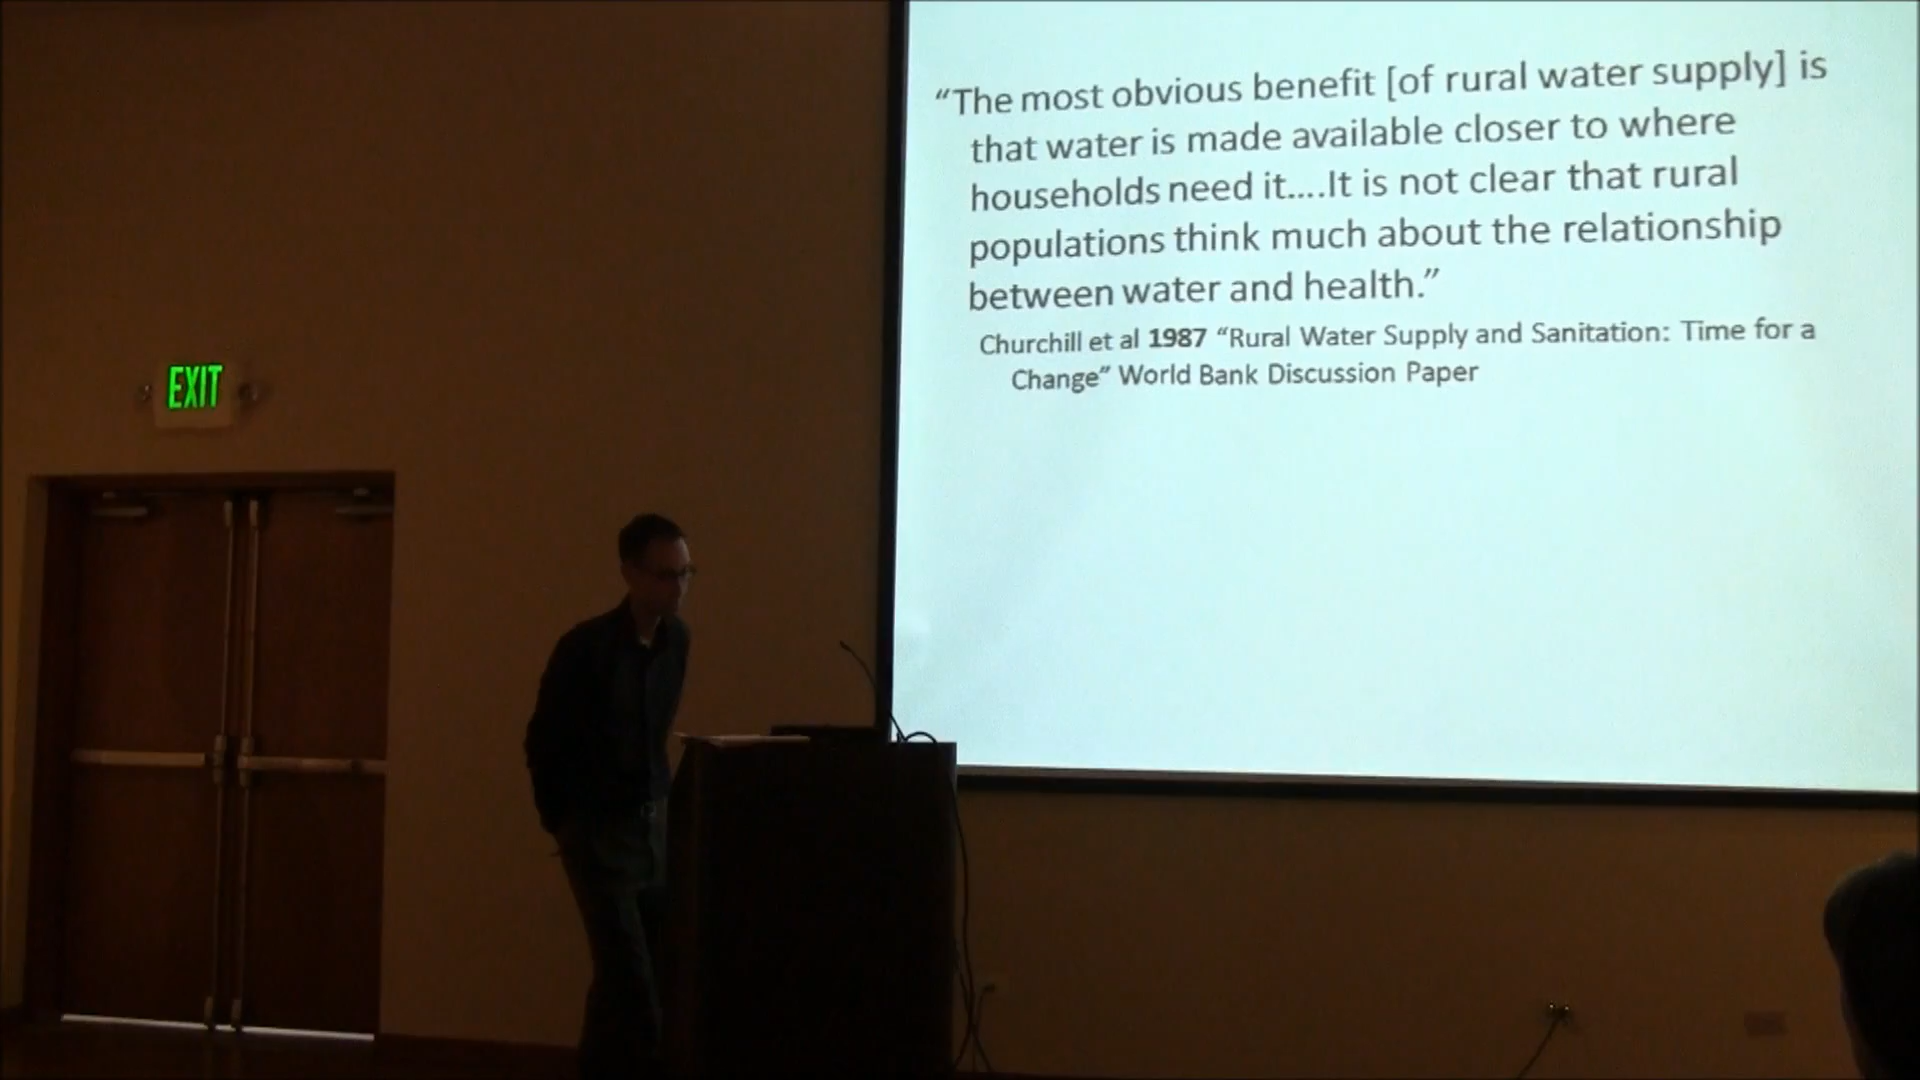 “The most obvious benefit [of rural water supply] is
that water is made available closer to where
households need it....It is not clear that rural
populations think much about the relationship
between water and health.”
Churchill et al 1987 “Rural Water Supply and Sanitation: Time for a
Change” World Bank Discussion Paper
EXIT